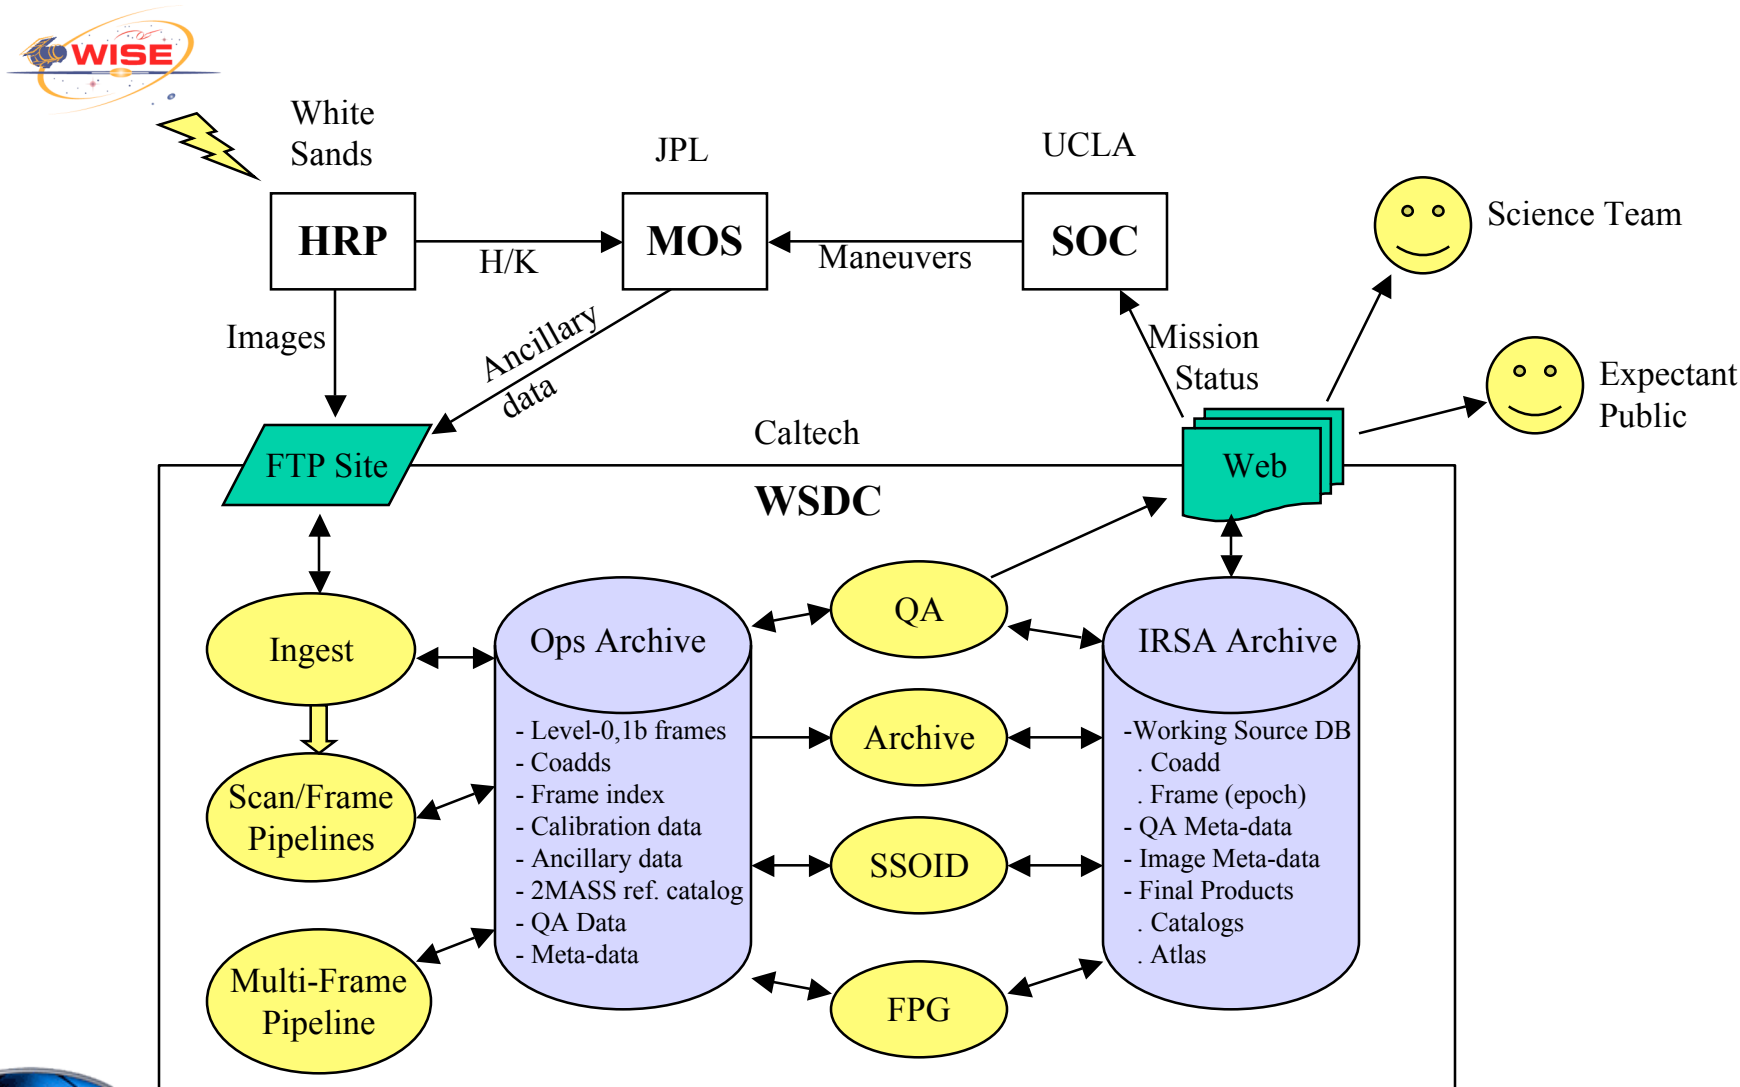 WISE
White
Sands
JPL
UCLA
HRP
MOS
SOC
Science Team
H/K
Maneuvers
Images
Ancillary
data
Mission
Status
Expectant
Public
Caltech
FTP Site
Web
WSDC
Ingest
Ops Archive
QA
IRSA Archive
- Level-0,1b frames
- Coadds
- Frame index
- Calibration data
- Ancillary data
- 2MASS ref. catalog
- QA Data
- Meta-data
Archive
-Working Source DB
. Coadd
. Frame (epoch)
- QA Meta-data
- Image Meta-data
- Final Products
. Catalogs
. Atlas
Scan/Frame
Pipelines
SSOID
Multi-Frame
Pipeline
FPG